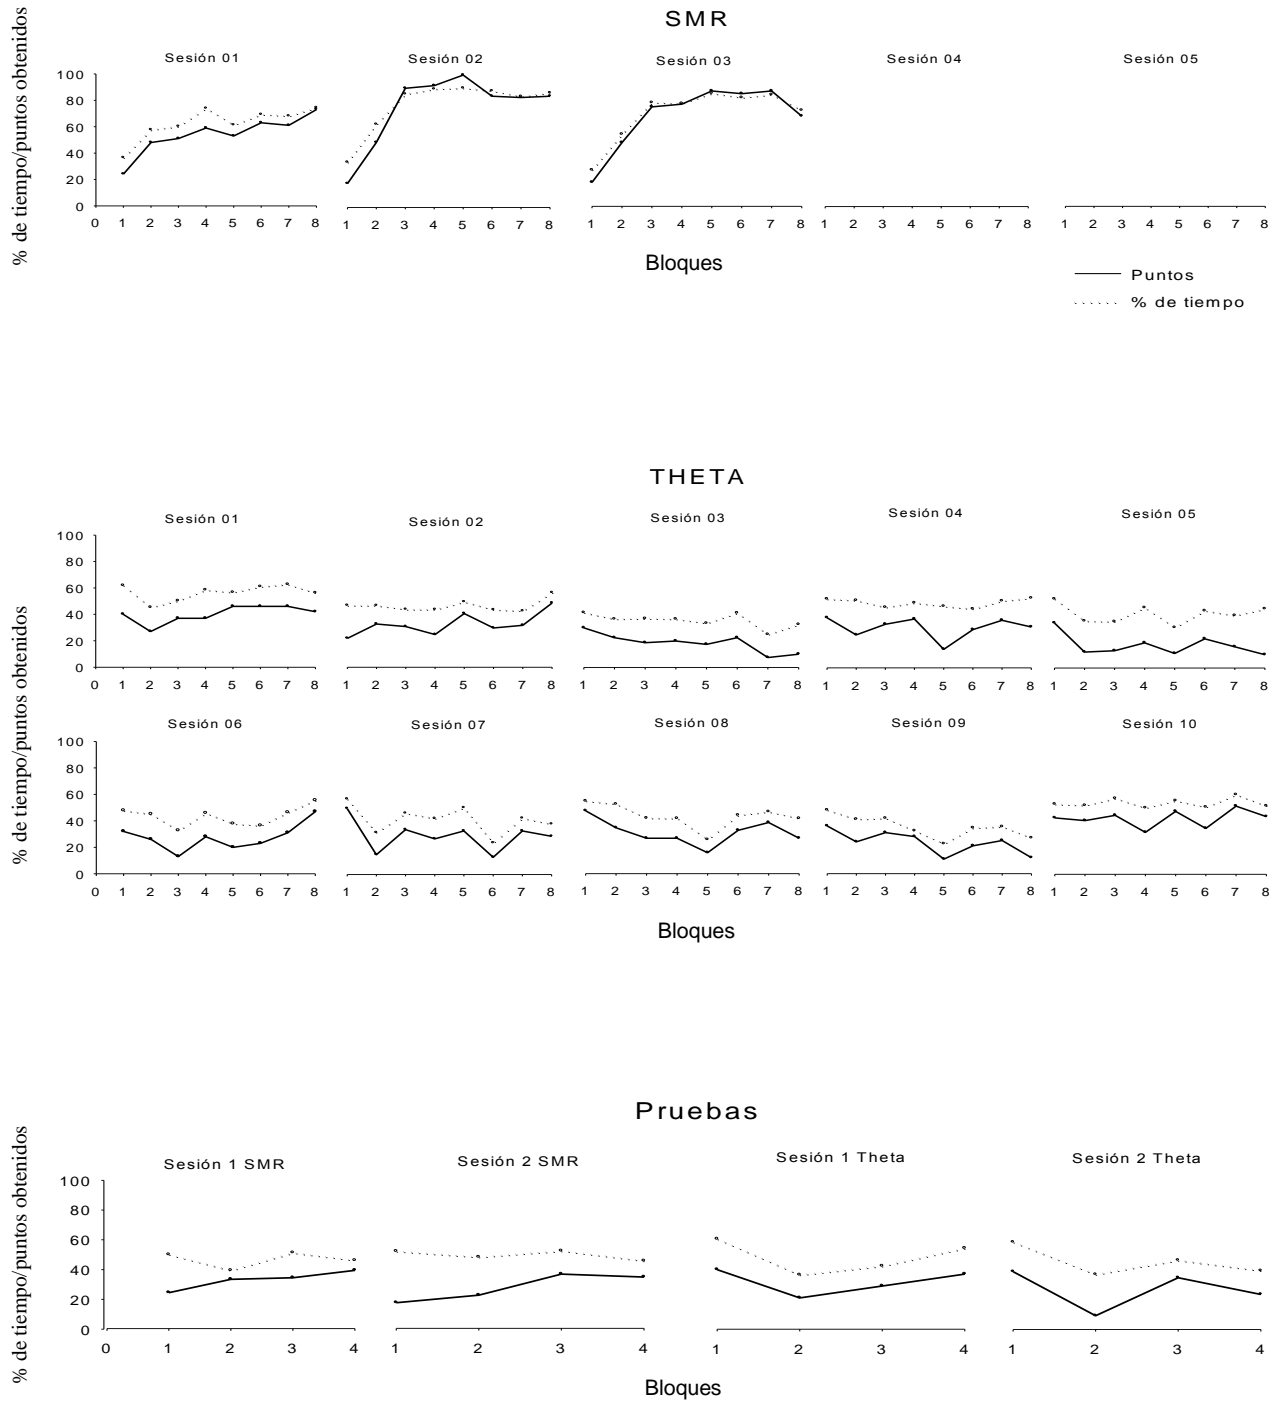 SMR
Sesión 01 Sesión 02 Sesión 03 Sesión 04 Sesión 05
% de tiempo/puntos obtenidos
100
80
60
40
20
0
0 1 2 3 4 5 6 7 8 1 2 3 4 5 6 7 8 1 2 3 4 5 6 7 8 1 2 3 4 5 6 7 8 1 2 3 4 5 6 7 8
Bloques
Puntos
% de tiempo
THETA
Sesión 01 Sesión 02 Sesión 03 Sesión 04 Sesión 05
% de tiempo/puntos obtenidos
100
80
60
40
20
0
0 1 2 3 4 5 6 7 8 1 2 3 4 5 6 7 8 1 2 3 4 5 6 7 8 1 2 3 4 5 6 7 8 1 2 3 4 5 6 7 8
Sesión 06 Sesión 07 Sesión 08 Sesión 09 Sesión 10
100
80
60
40
20
0
0 1 2 3 4 5 6 7 8 1 2 3 4 5 6 7 8 1 2 3 4 5 6 7 8 1 2 3 4 5 6 7 8 1 2 3 4 5 6 7 8
Bloques
Pruebas
Sesión 1 SMR Sesión 2 SMR Sesión 1 Theta Sesión 2 Theta
% de tiempo/puntos obtenidos
100
80
60
40
20
0
0 1 2 3 4 1 2 3 4 1 2 3 4 1 2 3 4
Bloques